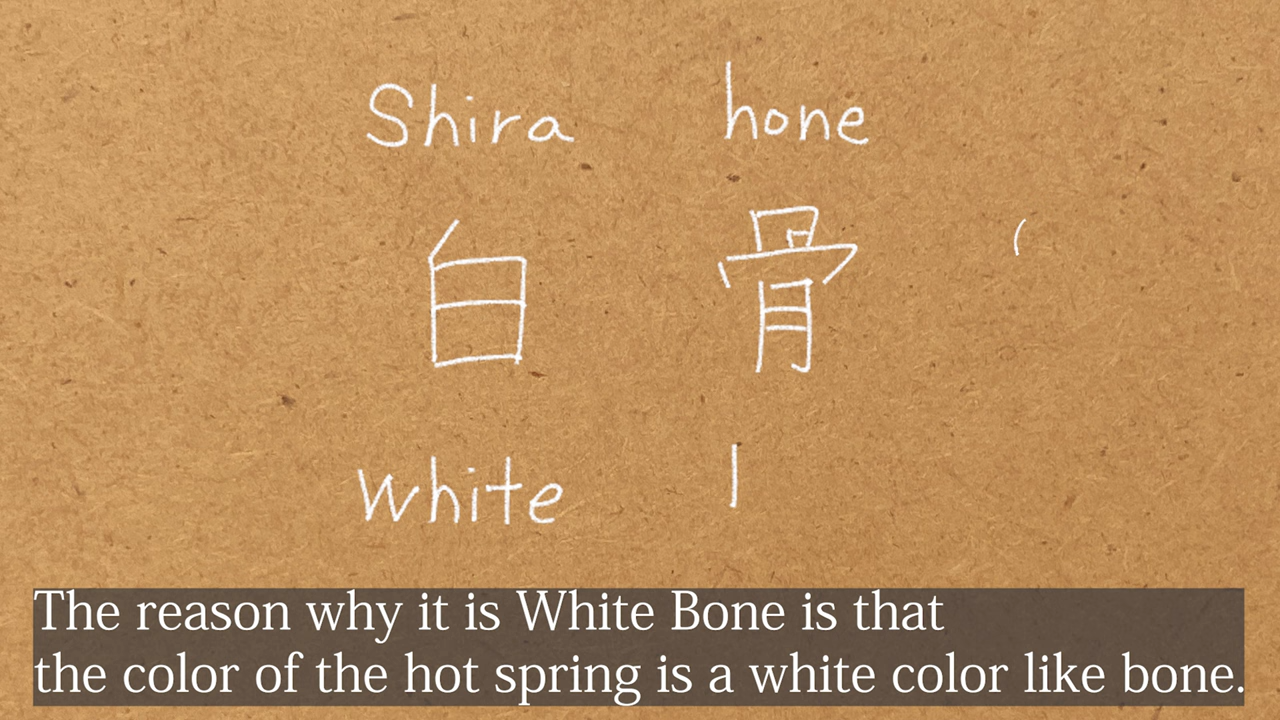 Shira hone
白 骨
white
The reason why it is White Bone is that
the color of the hot spring is a white color like bone.